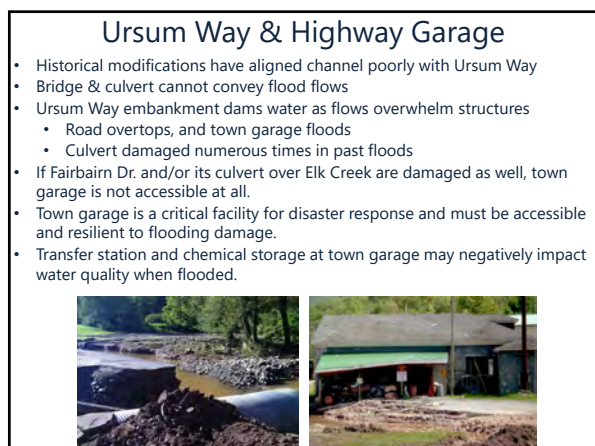 Ursum Way & Highway Garage
• Historical modifications have aligned channel poorly with Ursum Way
• Bridge & culvert cannot convey flood flows
• Ursum Way embankment dams water as flows overwhelm structures
• Road overtops, and town garage floods
• Culvert damaged numerous times in past floods
• If Fairbairn Dr. and/or its culvert over Elk Creek are damaged as well, town
garage is not accessible at all.
• Town garage is a critical facility for disaster response and must be accessible
and resilient to flooding damage.
• Transfer station and chemical storage at town garage may negatively impact
water quality when flooded.